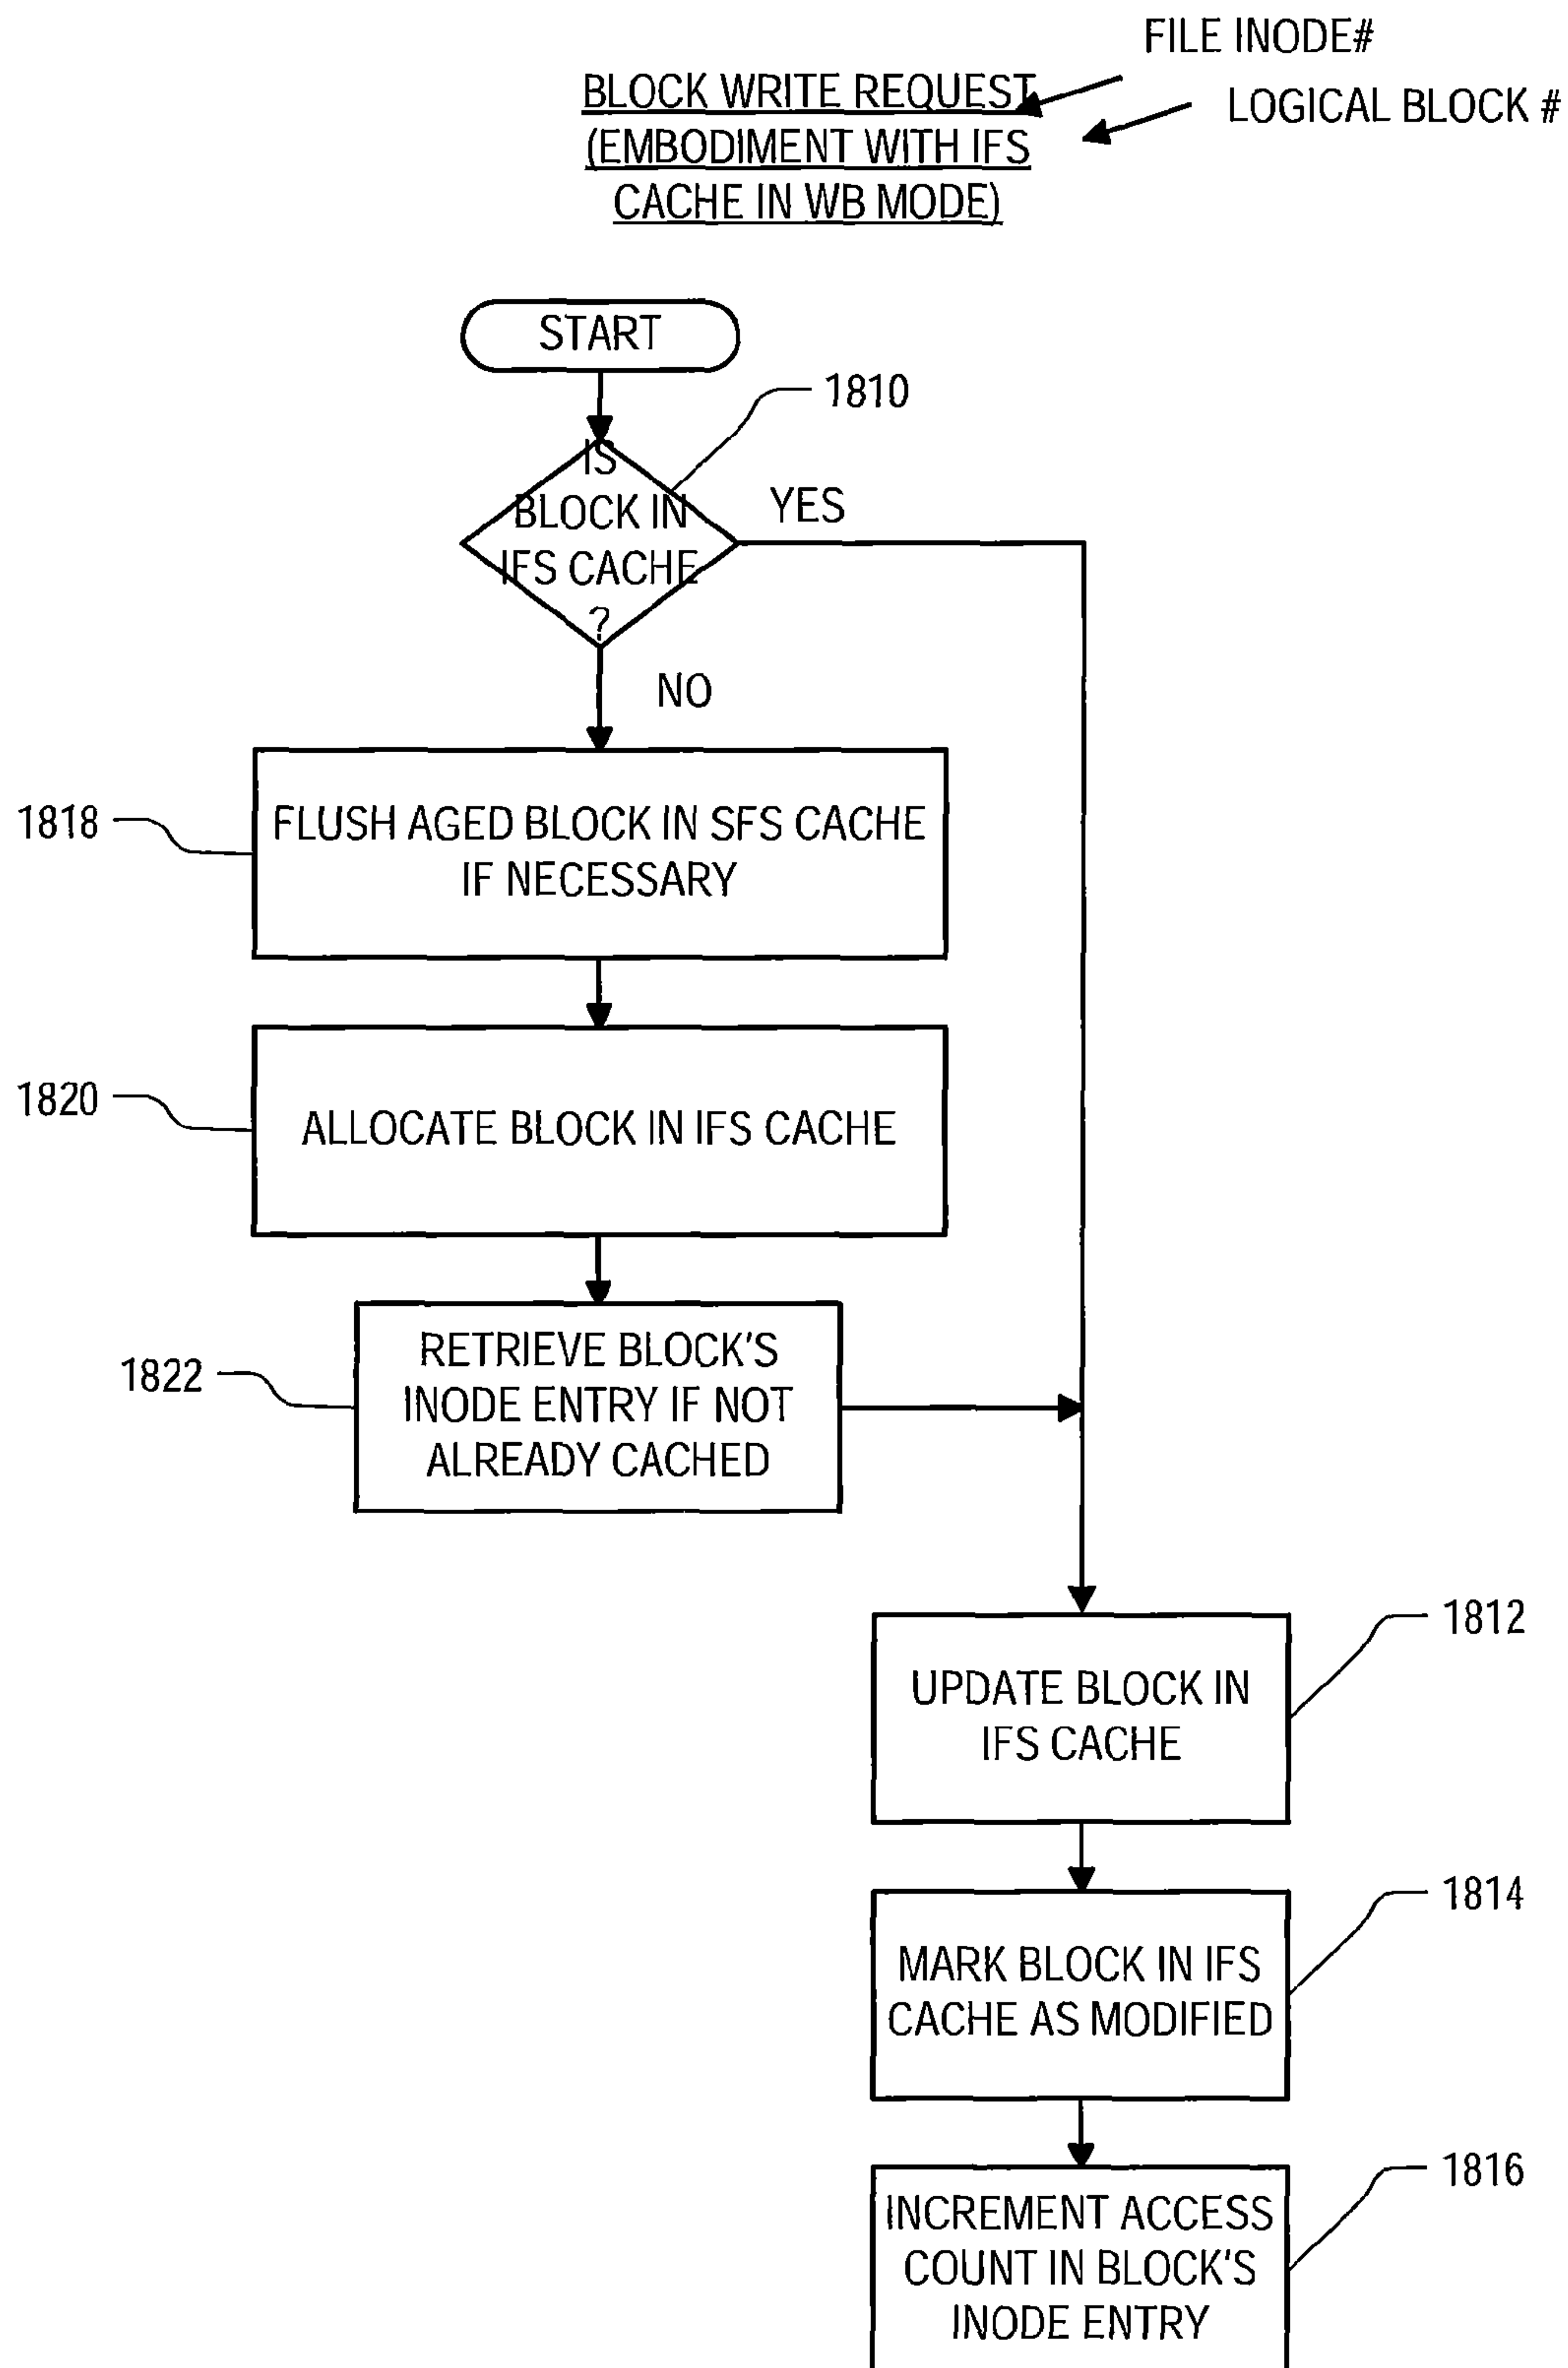 FILE INODE#
BLOCK WRITE REQUEST
LOGICAL BLOCK #
(EMBODIMENT WITH IFS
CACHE IN WB MODE)
START
1810
IS
BLOCK IN
IFS CACHE
?
YES
NO
1818
FLUSH AGED BLOCK IN SFS CACHE
IF NECESSARY
1820
ALLOCATE BLOCK IN IFS CACHE
1822
RETRIEVE BLOCK'S
INODE ENTRY IF NOT
ALREADY CACHED
1812
UPDATE BLOCK IN
IFS CACHE
1814
MARK BLOCK IN IFS
CACHE AS MODIFIED
1816
INCREMENT ACCESS
COUNT IN BLOCK'S
INODE ENTRY